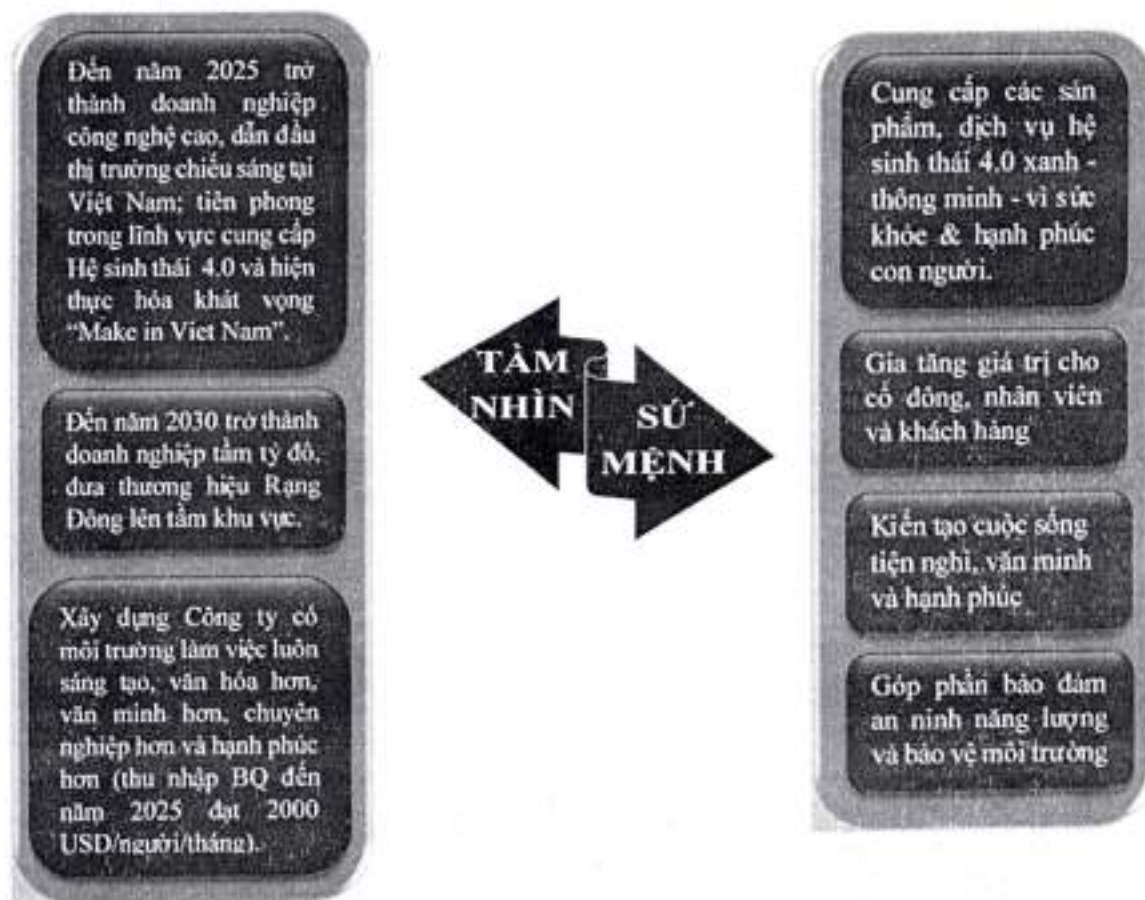 Đến năm 2025 trở
thành doanh nghiệp
công nghệ cao, dẫn đầu
thị trường chiếu sáng tại
Việt Nam; tiên phong
trong lĩnh vực cung cấp
Hệ sinh thái 4.0 và hiện
thực hóa khát vọng
“Make in Viet Nam”.
Đến năm 2030 trở thành
doanh nghiệp tầm tỷ đô,
đưa thương hiệu Rạng
Đông lên tầm khu vực.
Xây dựng Công ty có
môi trường làm việc luôn
sáng tạo, văn hóa hơn,
văn minh hơn, chuyên
nghiệp hơn và hạnh phúc
hơn (thu nhập BQ đến
năm 2025 đạt 2000
USD/người/tháng).
TẦM
NHÌN
SỨ
MỆNH
Cung cấp các sản
phẩm, dịch vụ hệ
sinh thái 4.0 xanh -
thông minh - vì sức
khỏe & hạnh phúc
con người.
Gia tăng giá trị cho
cổ đông, nhân viên
và khách hàng
Kiến tạo cuộc sống
tiện nghi, văn minh
và hạnh phúc
Góp phần bảo đảm
an ninh năng lượng
và bảo vệ môi trường